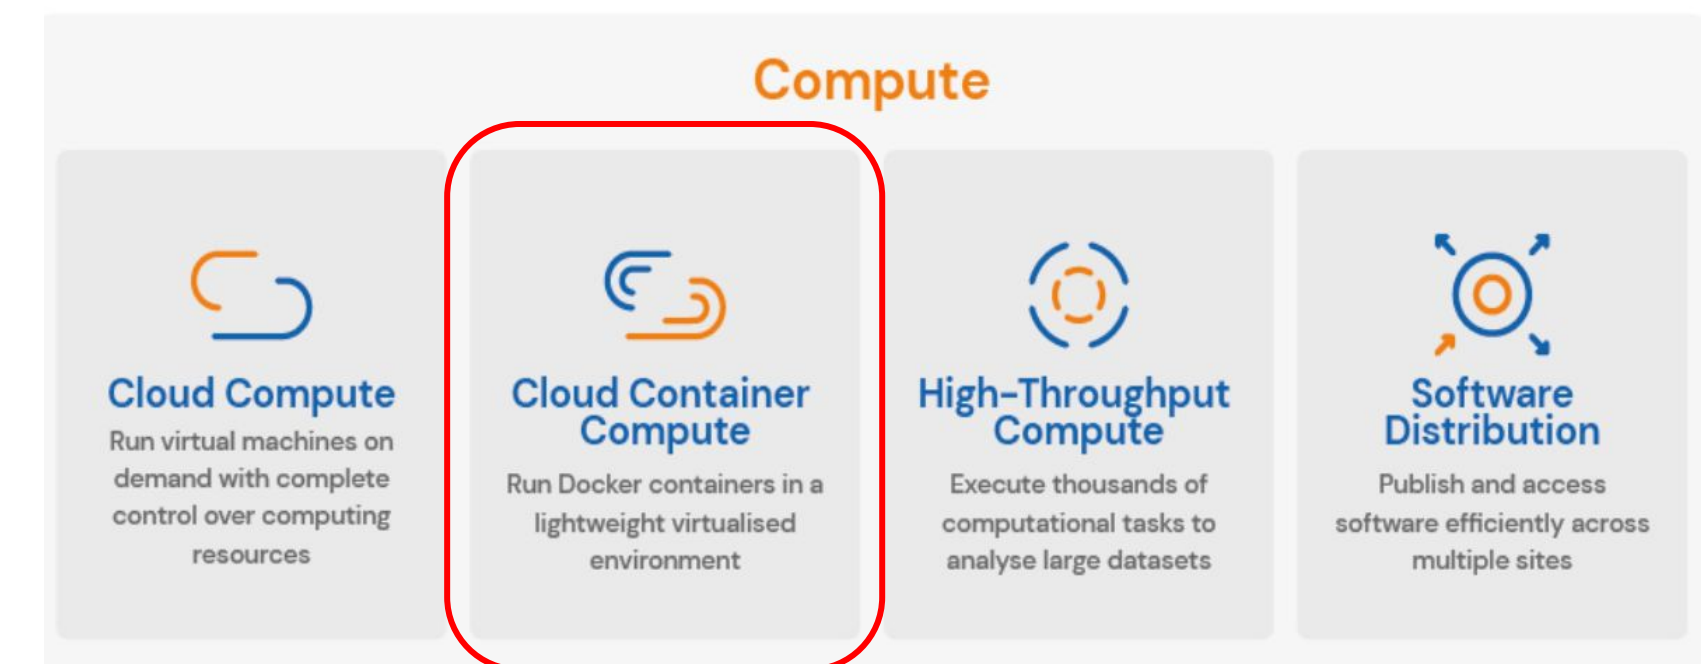 Compute
Cloud Compute
Run virtual machines on
demand with complete
control over computing
resources
Cloud Container
Compute
Run Docker containers in a
lightweight virtualised
environment
High-Throughput
Compute
Execute thousands of
computational tasks to
analyse large datasets
Software
Distribution
Publish and access
software efficiently across
multiple sites